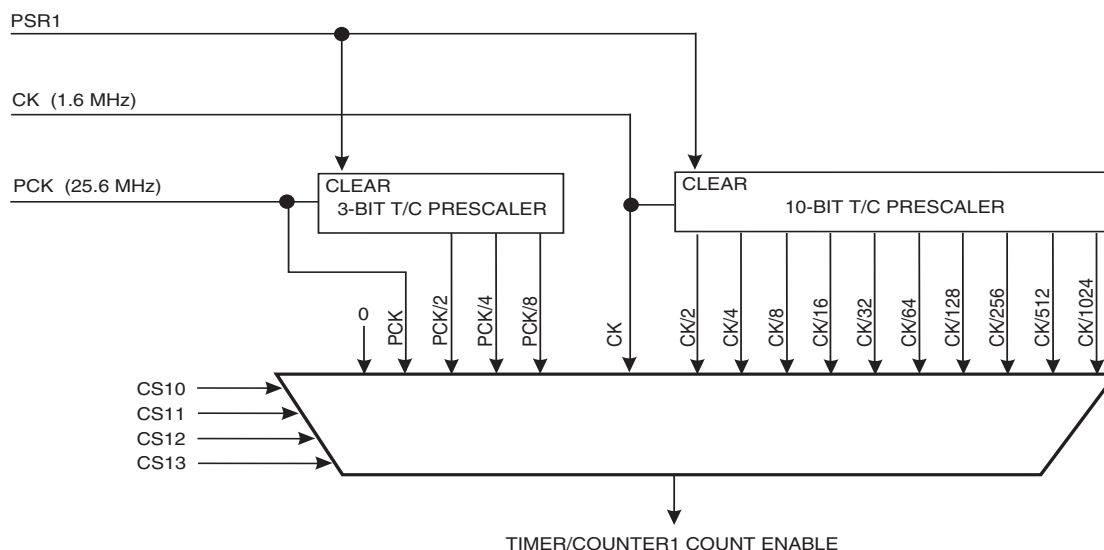 PSR1
CK (1.6 MHz)
PCK (25.6 MHz)
CLEAR
3-BIT T/C PRESCALER
CLEAR
10-BIT T/C PRESCALER
0
PCK
PCK/2
PCK/4
PCK/8
CK
CK/2
CK/4
CK/8
CK/16
CK/32
CK/64
CK/128
CK/256
CK/512
CK/1024
CS10
CS11
CS12
CS13
TIMER/COUNTER1 COUNT ENABLE